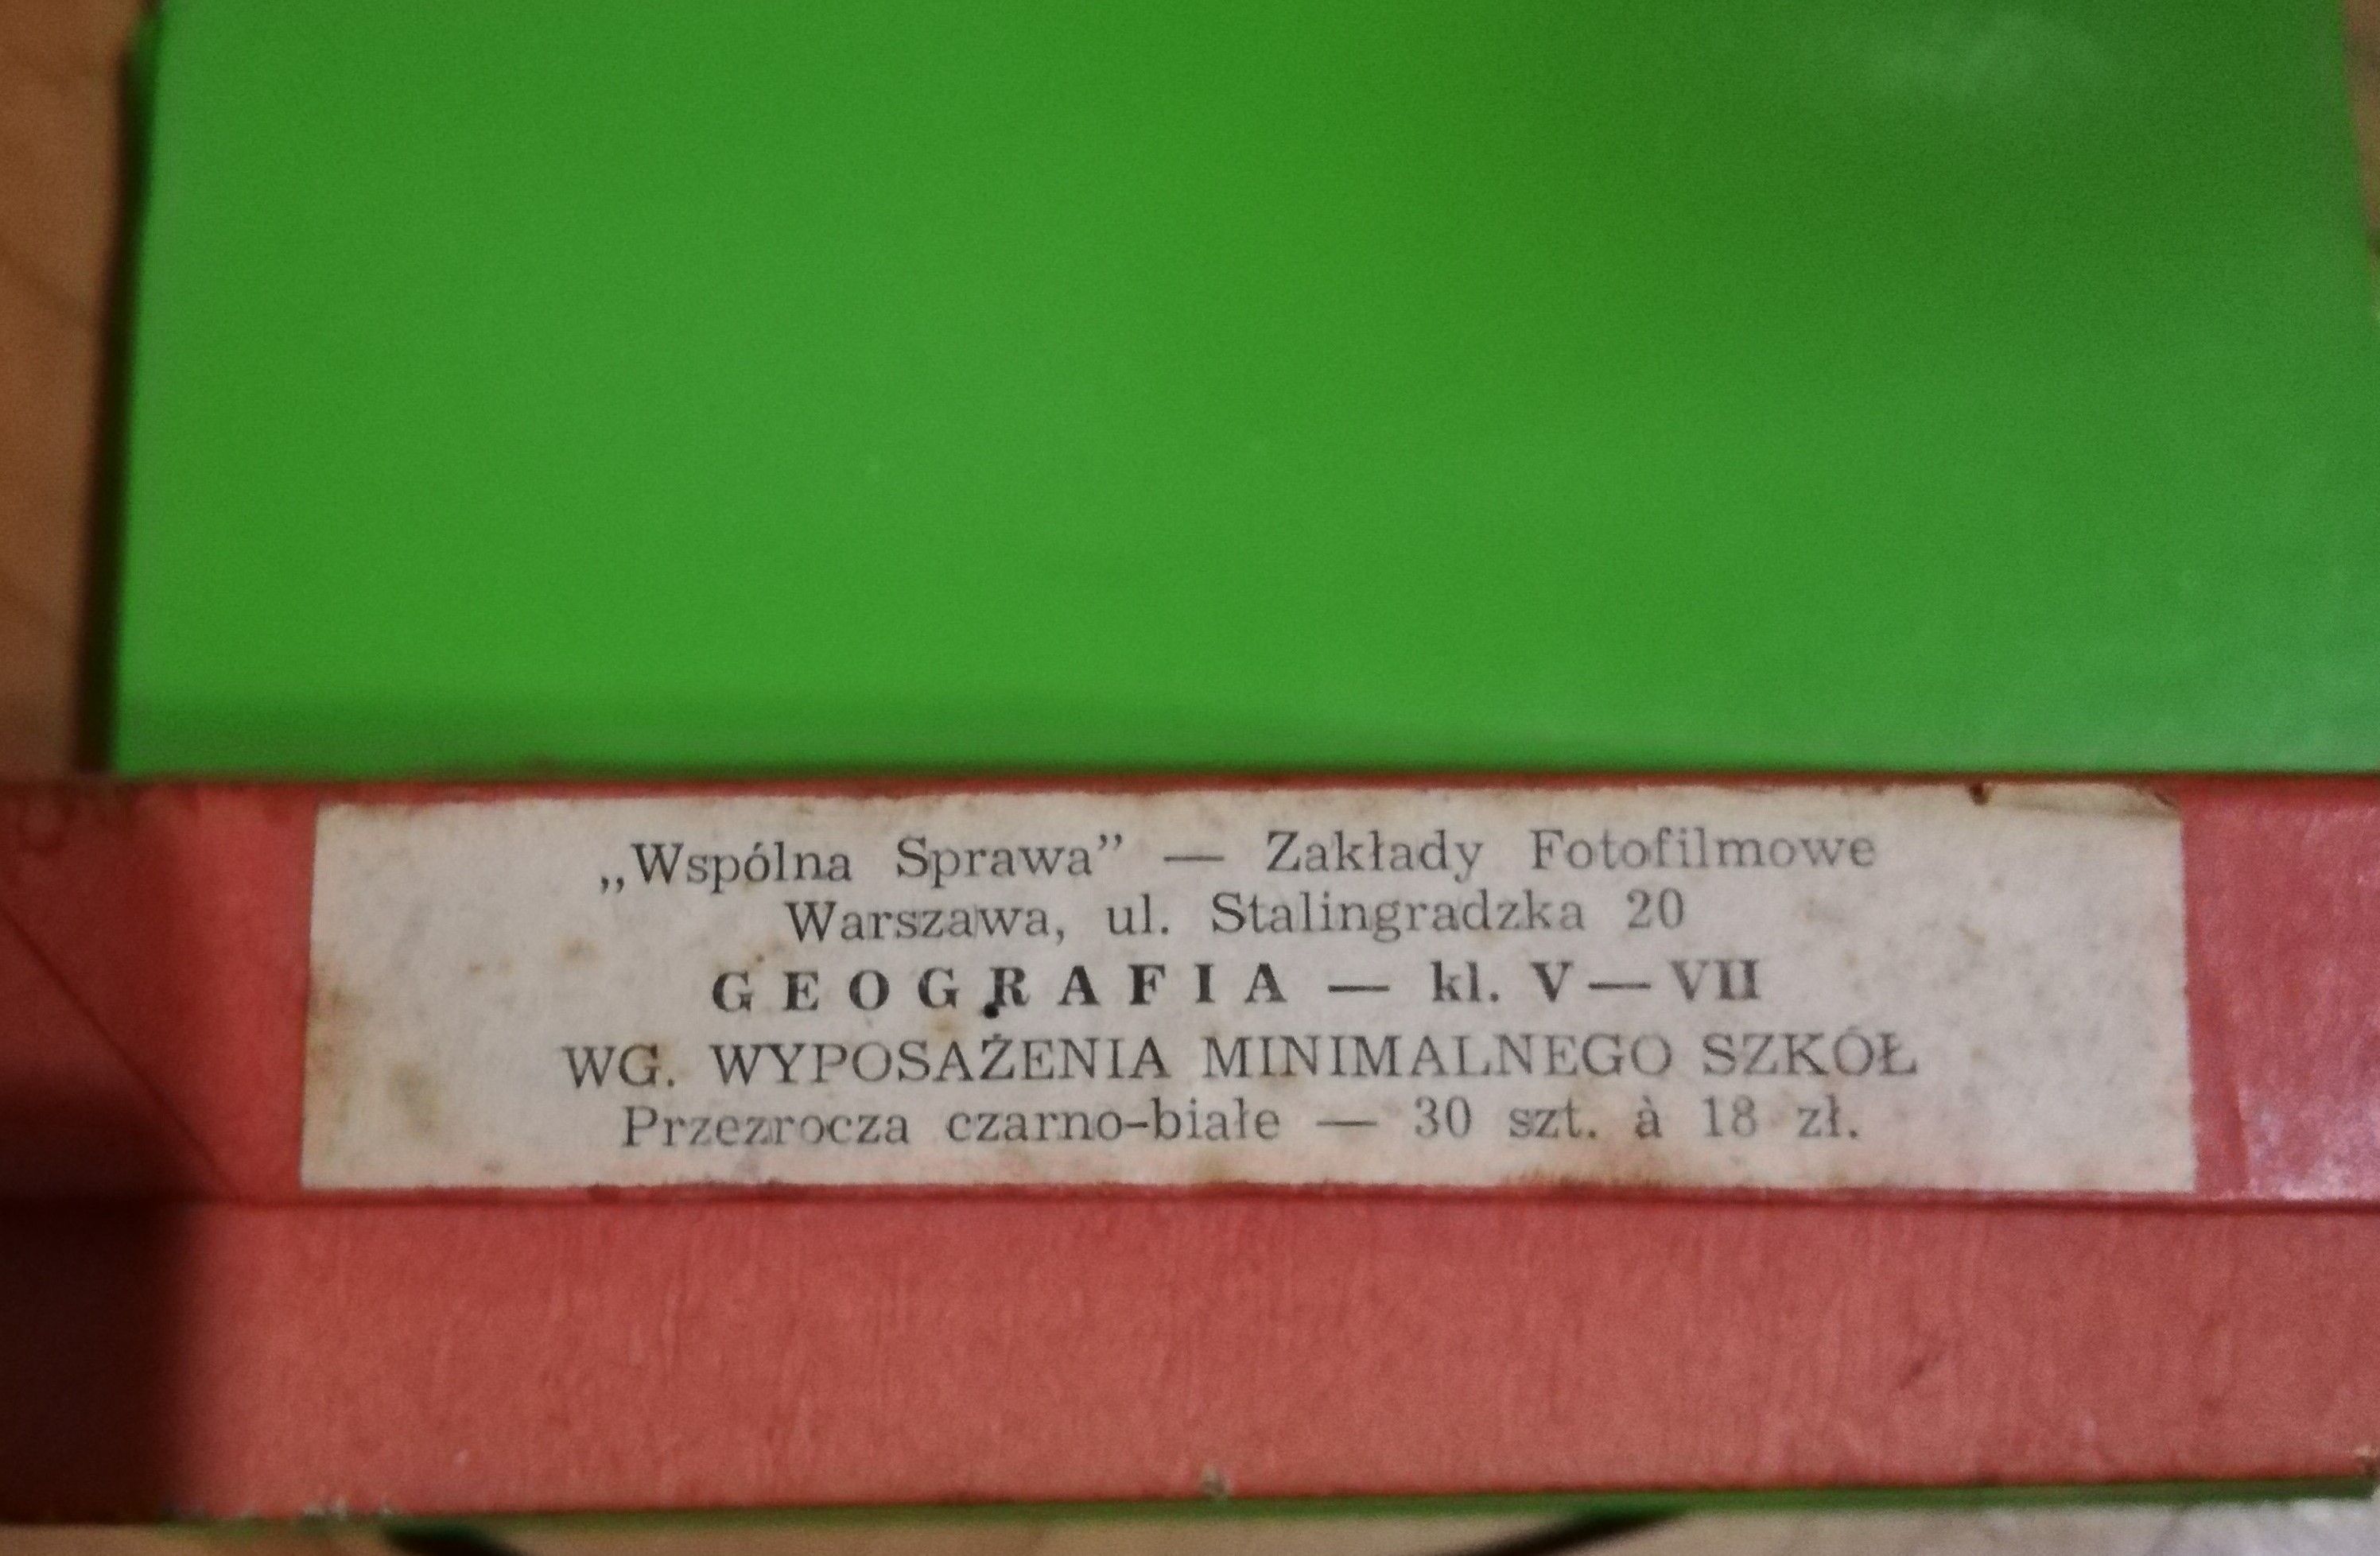 „Wspólna Sprawa” — Zakłady Fotofilmowe
Warszawa, ul. Stalingradzka 20
GEOGRAFIA — kl. V—VII
WG. WYPOSAŻENIA MINIMALNEGO SZKÓŁ
Przezrocza czarno-białe — 30 szt. à 18 zł.